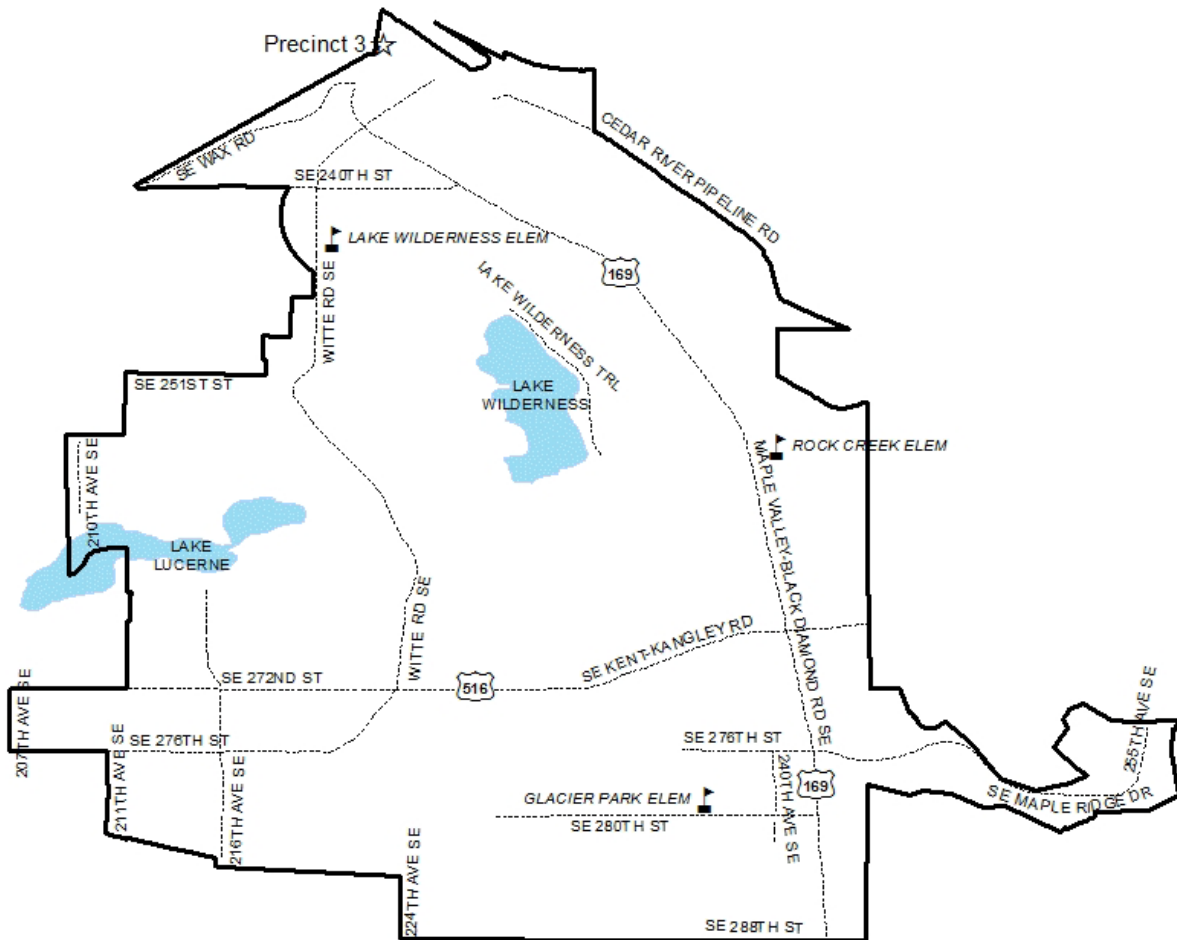 Precinct 3
SE WAX RD
CEDAR RIVER PIPELINE RD
SE 240TH ST
LAKE WILDERNESS ELEM
169
LAKE WILDERNESS TRL
WITTE RD SE
SE 251ST ST
LAKE
WILDERNESS
210TH AVE SE
ROCK CREEK ELEM
MAPLE VALLEY-BLACK DIAMOND RD SE
LAKE
LUCERNE
WITTE RD SE
SE KENT-KANGLEY RD
SE 272ND ST
516
207TH AVE SE
211TH AVE SE
SE 276TH ST
216TH AVE SE
SE 276TH ST
240TH AVE SE
169
255TH AVE SE
SE MAPLE RIDGE DR
GLACIER PARK ELEM
SE 280TH ST
224TH AVE SE
SE 288TH ST